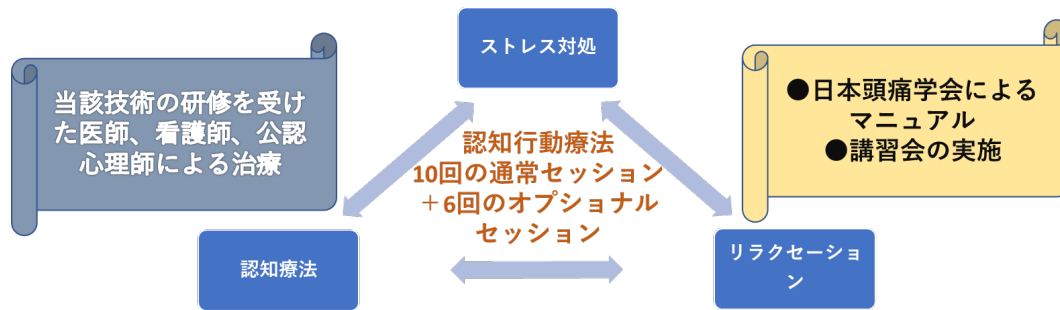 ストレス対処
当該技術の研修を受け
た医師、看護師、公認
心理師による治療
●日本頭痛学会による
マニュアル
●講習会の実施
認知行動療法
10回の通常セッション
＋6回のオプショナル
セッション
認知療法
リラクセーショ
ン